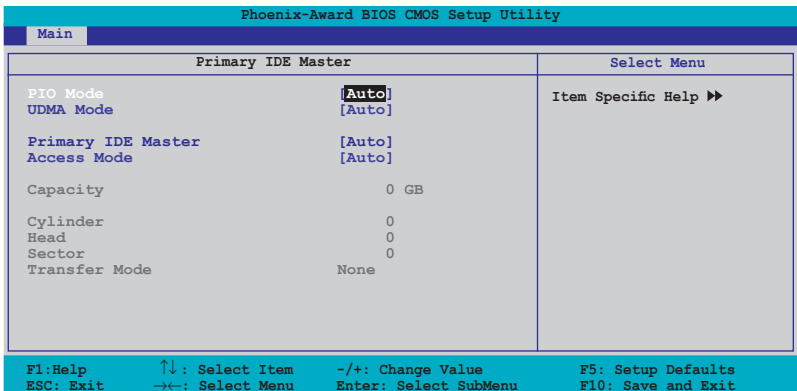 Phoenix-Award BIOS CMOS Setup Utility
Main
Primary IDE Master Select Menu
PIO Mode [Auto] Item Specific Help ▶▶
UDMA Mode [Auto]
Primary IDE Master [Auto]
Access Mode [Auto]
Capacity 0 GB
Cylinder 0
Head 0
Sector 0
Transfer Mode None
F1:Help ↑↓: Select Item -/+: Change Value F5: Setup Defaults
ESC: Exit →←: Select Menu Enter: Select SubMenu F10: Save and Exit